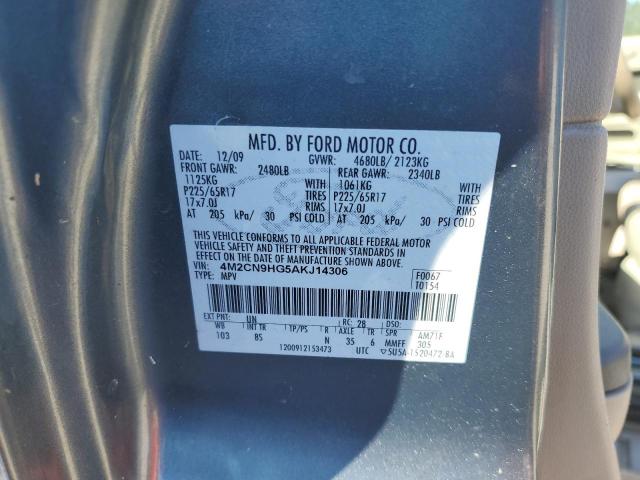 MFD. BY FORD MOTOR CO.
DATE: 12/09 GVWR: 4680LB/ 2123KG
FRONT GAWR: 2480LB REAR GAWR: 2340LB
1125KG WITH 1061KG WITH
P225/65R17 TIRES P225/65R17 TIRES
17x7.0J RIMS 17x7.0J RIMS
AT 205 kPa/ 30 PSI COLD AT 205 kPa/ 30 PSI COLD
THIS VEHICLE CONFORMS TO ALL APPLICABLE FEDERAL MOTOR
VEHICLE SAFETY AND THEFT PREVENTION STANDARDS IN
EFFECT ON THE DATE OF MANUFACTURE SHOWN ABOVE.
VIN: 4M2CN9HG5AKJ14306 F0067
TYPE: MPV T0154
EXT PNT: UN RC: 28 DSO:
WB INT TR TP/PS R AXLE TR SPR AM71F
103 8S N 35 6 MMFF 305
1200912153473 UTC 5U5A-1520472-BA